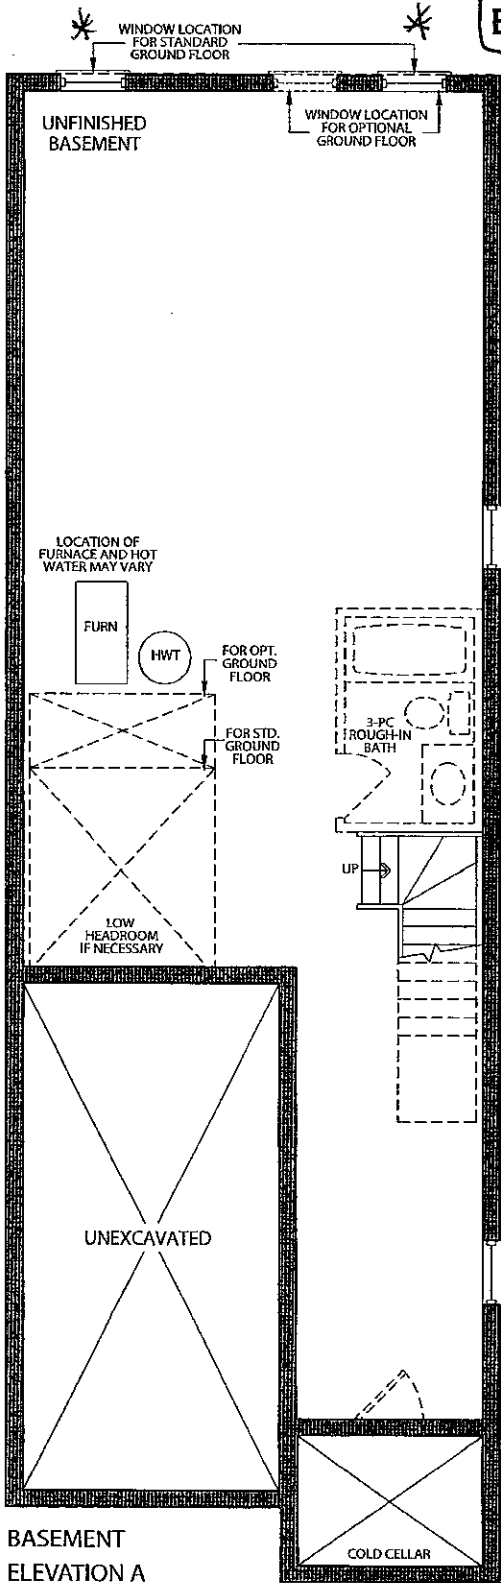 WINDOW LOCATION
FOR STANDARD
GROUND FLOOR
UNFINISHED
BASEMENT
WINDOW LOCATION
FOR OPTIONAL
GROUND FLOOR
LOCATION OF
FURNACE AND HOT
WATER MAY VARY
FURN
HWT
FOR OPT.
GROUND
FLOOR
FOR STD.
GROUND
FLOOR
3-PC
ROUGH-IN
BATH
UP
LOW
HEADROOM
IF NECESSARY
UNEXCAVATED
COLD CELLAR
BASEMENT
ELEVATION A